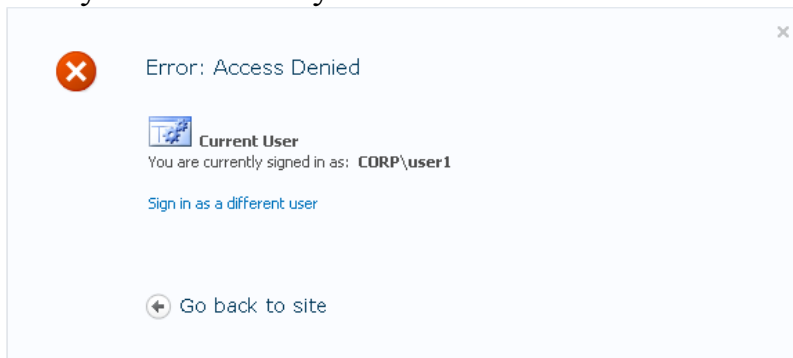 Error: Access Denied
Current User
You are currently signed in as: CORP\user1
Sign in as a different user
Go back to site